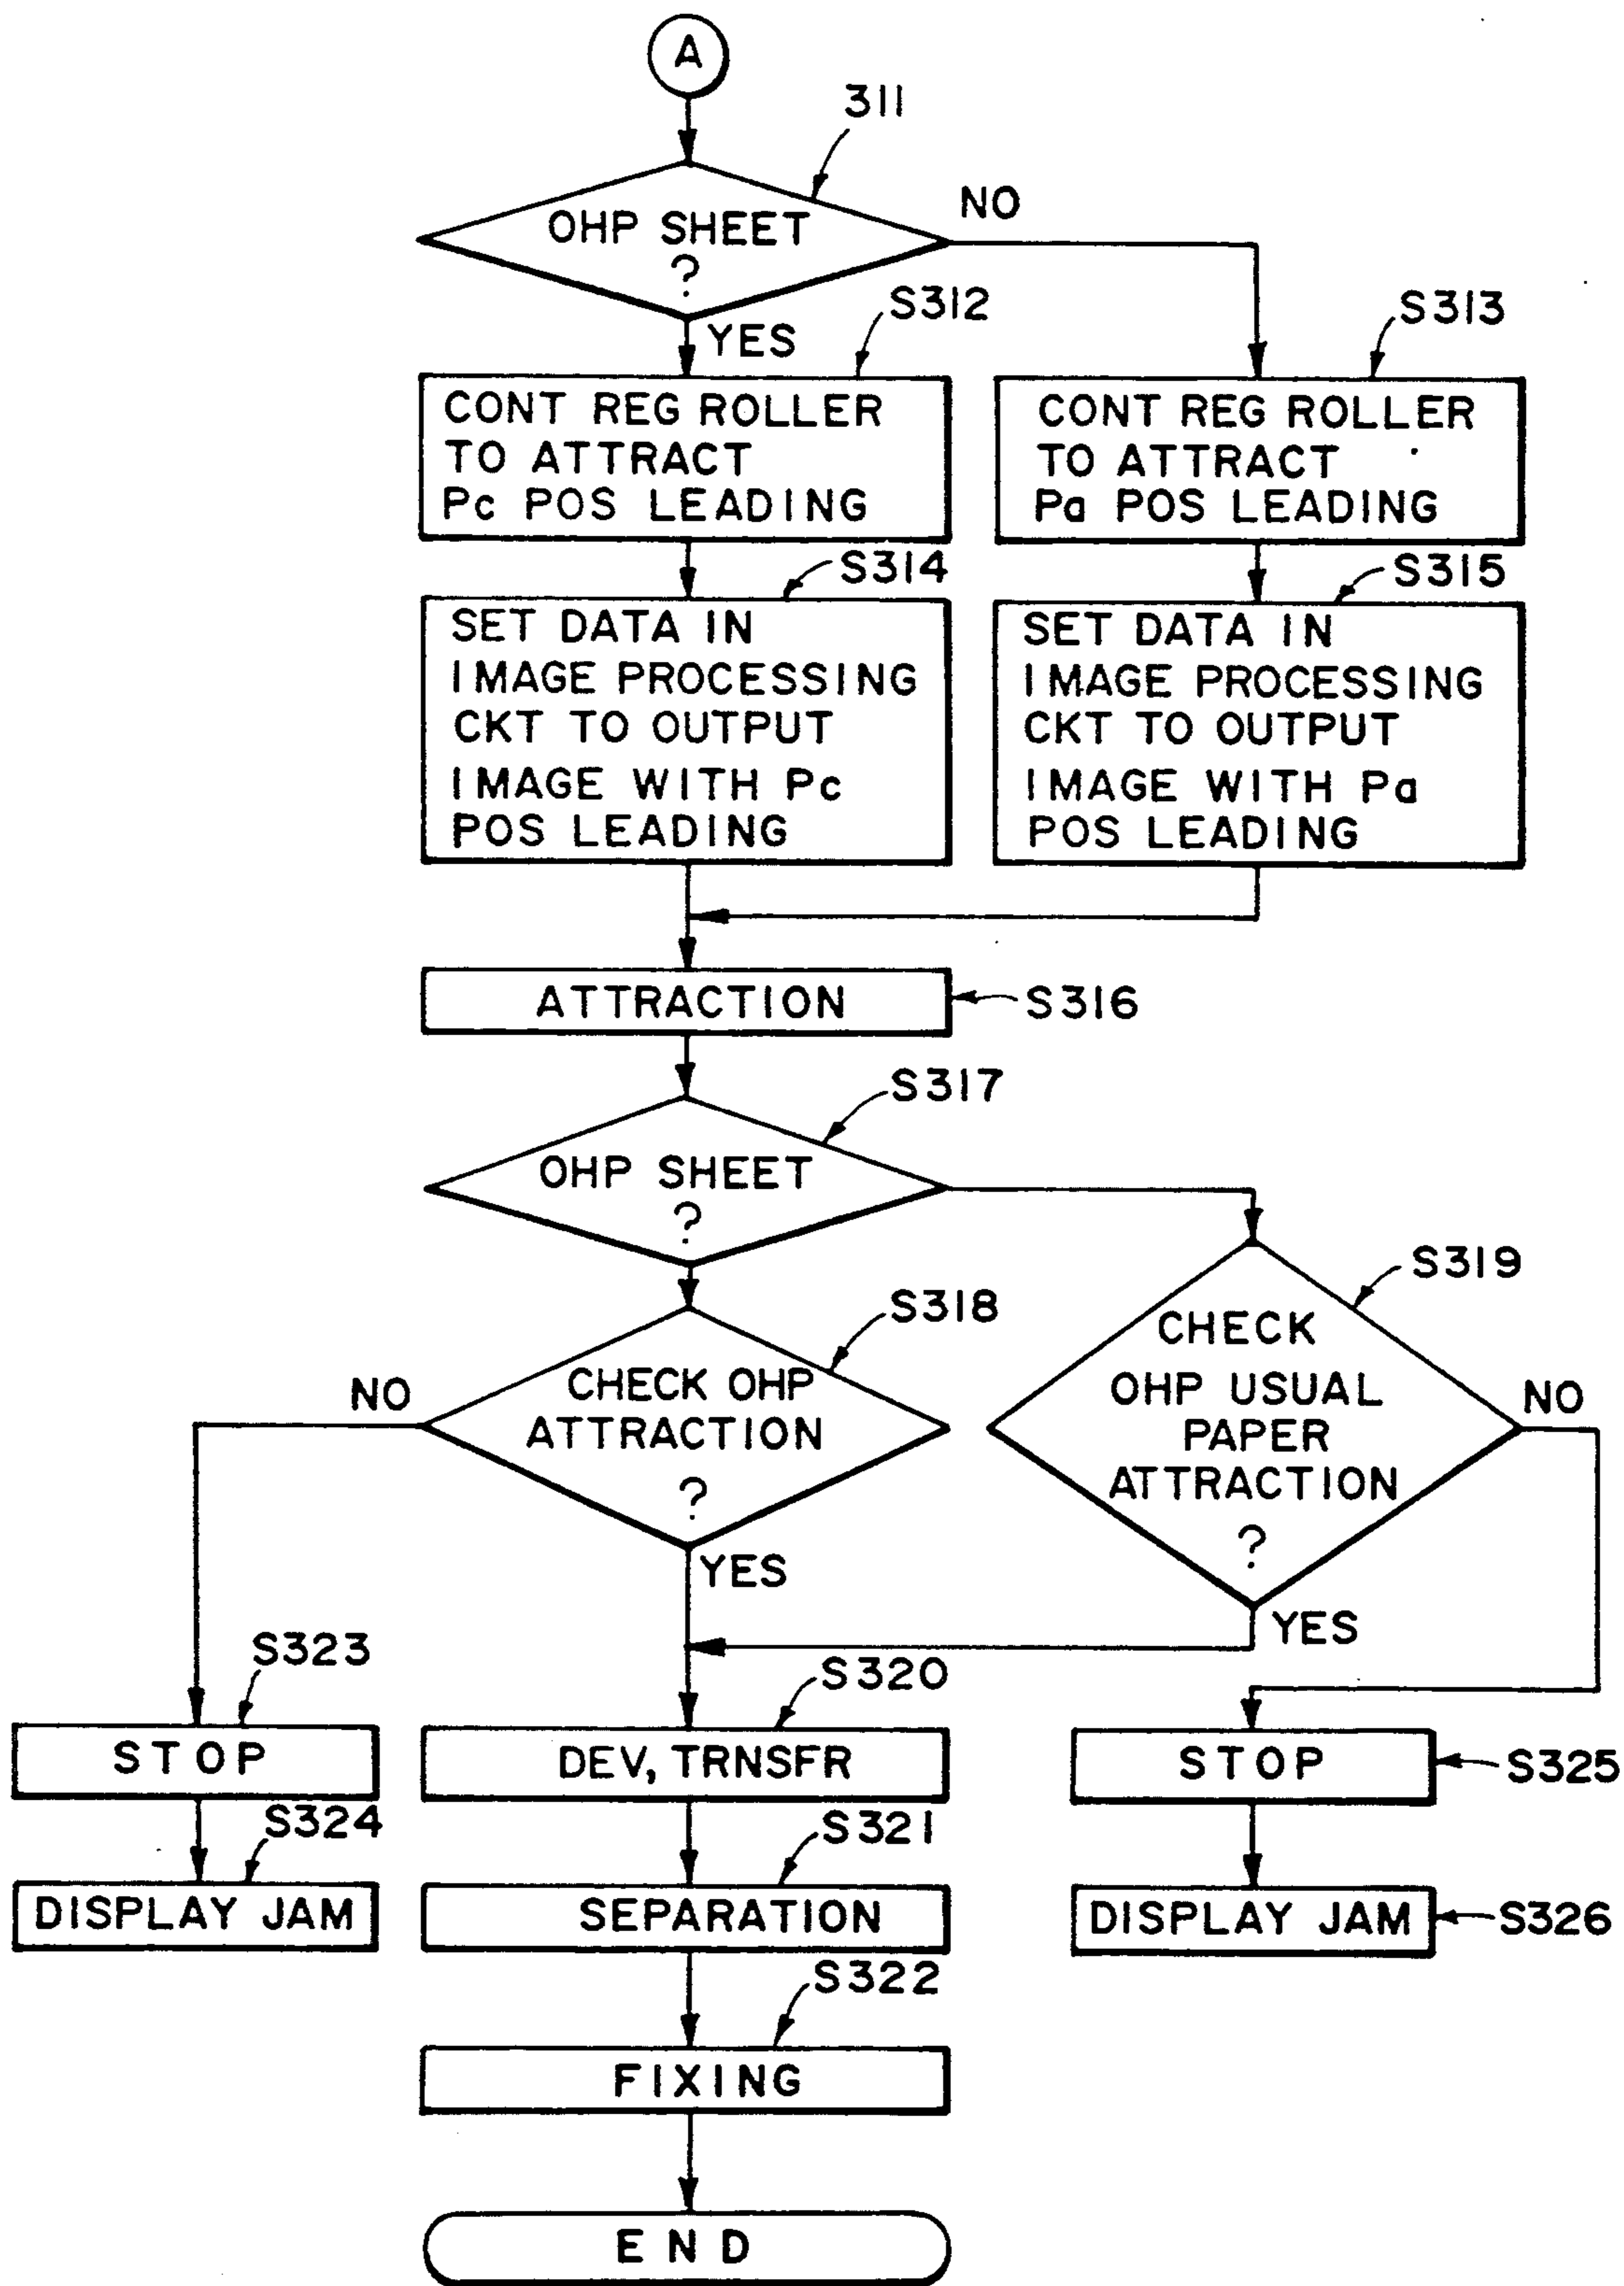 A
311
OHP SHEET
?
NO
YES
S312
CONT REG ROLLER
TO ATTRACT
Pc POS LEADING
S313
CONT REG ROLLER
TO ATTRACT
Pa POS LEADING
S314
SET DATA IN
IMAGE PROCESSING
CKT TO OUTPUT
IMAGE WITH Pc
POS LEADING
S315
SET DATA IN
IMAGE PROCESSING
CKT TO OUTPUT
IMAGE WITH Pa
POS LEADING
ATTRACTION
S316
S317
OHP SHEET
?
S318
CHECK OHP
ATTRACTION
?
NO
YES
S319
CHECK
OHP USUAL
PAPER
ATTRACTION
?
NO
YES
S323
STOP
S324
DISPLAY JAM
S320
DEV, TRNSFR
S321
SEPARATION
S322
FIXING
END
STOP
S325
DISPLAY JAM
S326